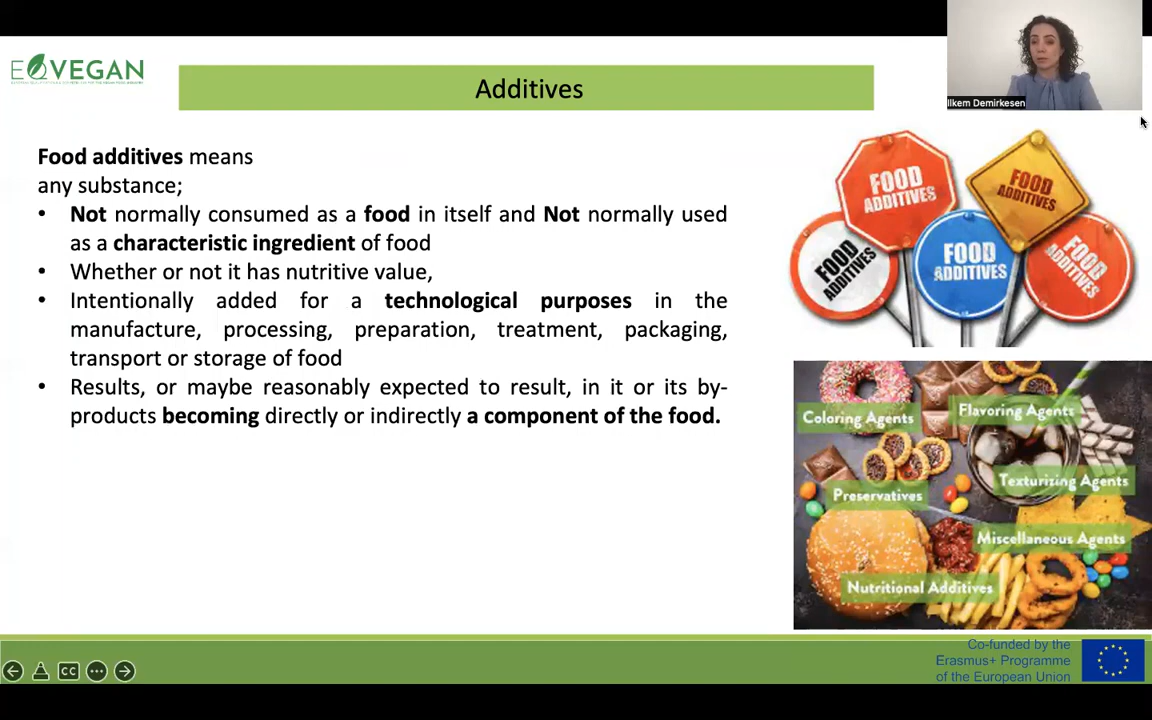 EQVEGAN
Additives
Ilkem Demirkesen
Food additives means
any substance;
• Not normally consumed as a food in itself and Not normally used
as a characteristic ingredient of food
• Whether or not it has nutritive value,
• Intentionally added for a technological purposes in the
manufacture, processing, preparation, treatment, packaging,
transport or storage of food
• Results, or maybe reasonably expected to result, in it or its by-
products becoming directly or indirectly a component of the food.
FOOD
ADDITIVES
FOOD
ADDITIVES
FOOD
ADDITIVES
FOOD
ADDITIVES
FOOD
ADDITIVES
Coloring Agents
Flavoring Agents
Texturizing Agents
Preservatives
Miscellaneous Agents
Nutritional Additives
CC
Co-funded by the
Erasmus+ Programme
of the European Union